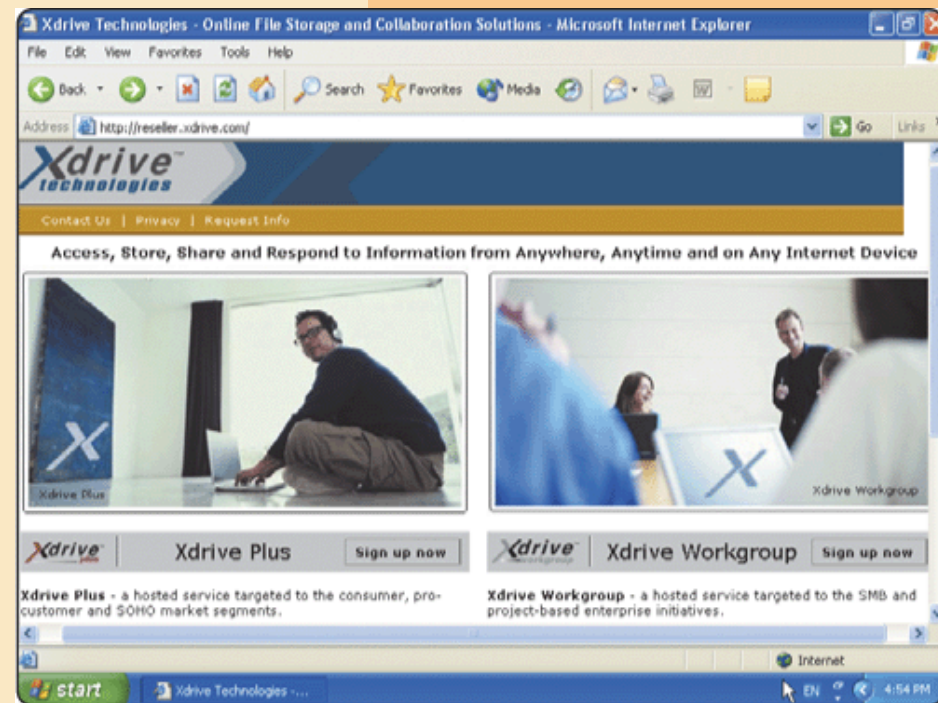 Xdrive Technologies - Online File Storage and Collaboration Solutions - Microsoft Internet Explorer
File Edit View Favorites Tools Help
Back Search Favorites Media
Address http://reseller.xdrive.com/ Go Links
Xdrive™
technologies
Contact Us | Privacy | Request Info
Access, Store, Share and Respond to Information from Anywhere, Anytime and on Any Internet Device
Xdrive Plus
Xdrive Workgroup
Xdrive plus Xdrive Plus Sign up now
Xdrive workgroup Xdrive Workgroup Sign up now
Xdrive Plus - a hosted service targeted to the consumer, pro-
customer and SOHO market segments.
Xdrive Workgroup - a hosted service targeted to the SMB and
project-based enterprise initiatives.
Internet
start Xdrive Technologies -... EN 4:54 PM